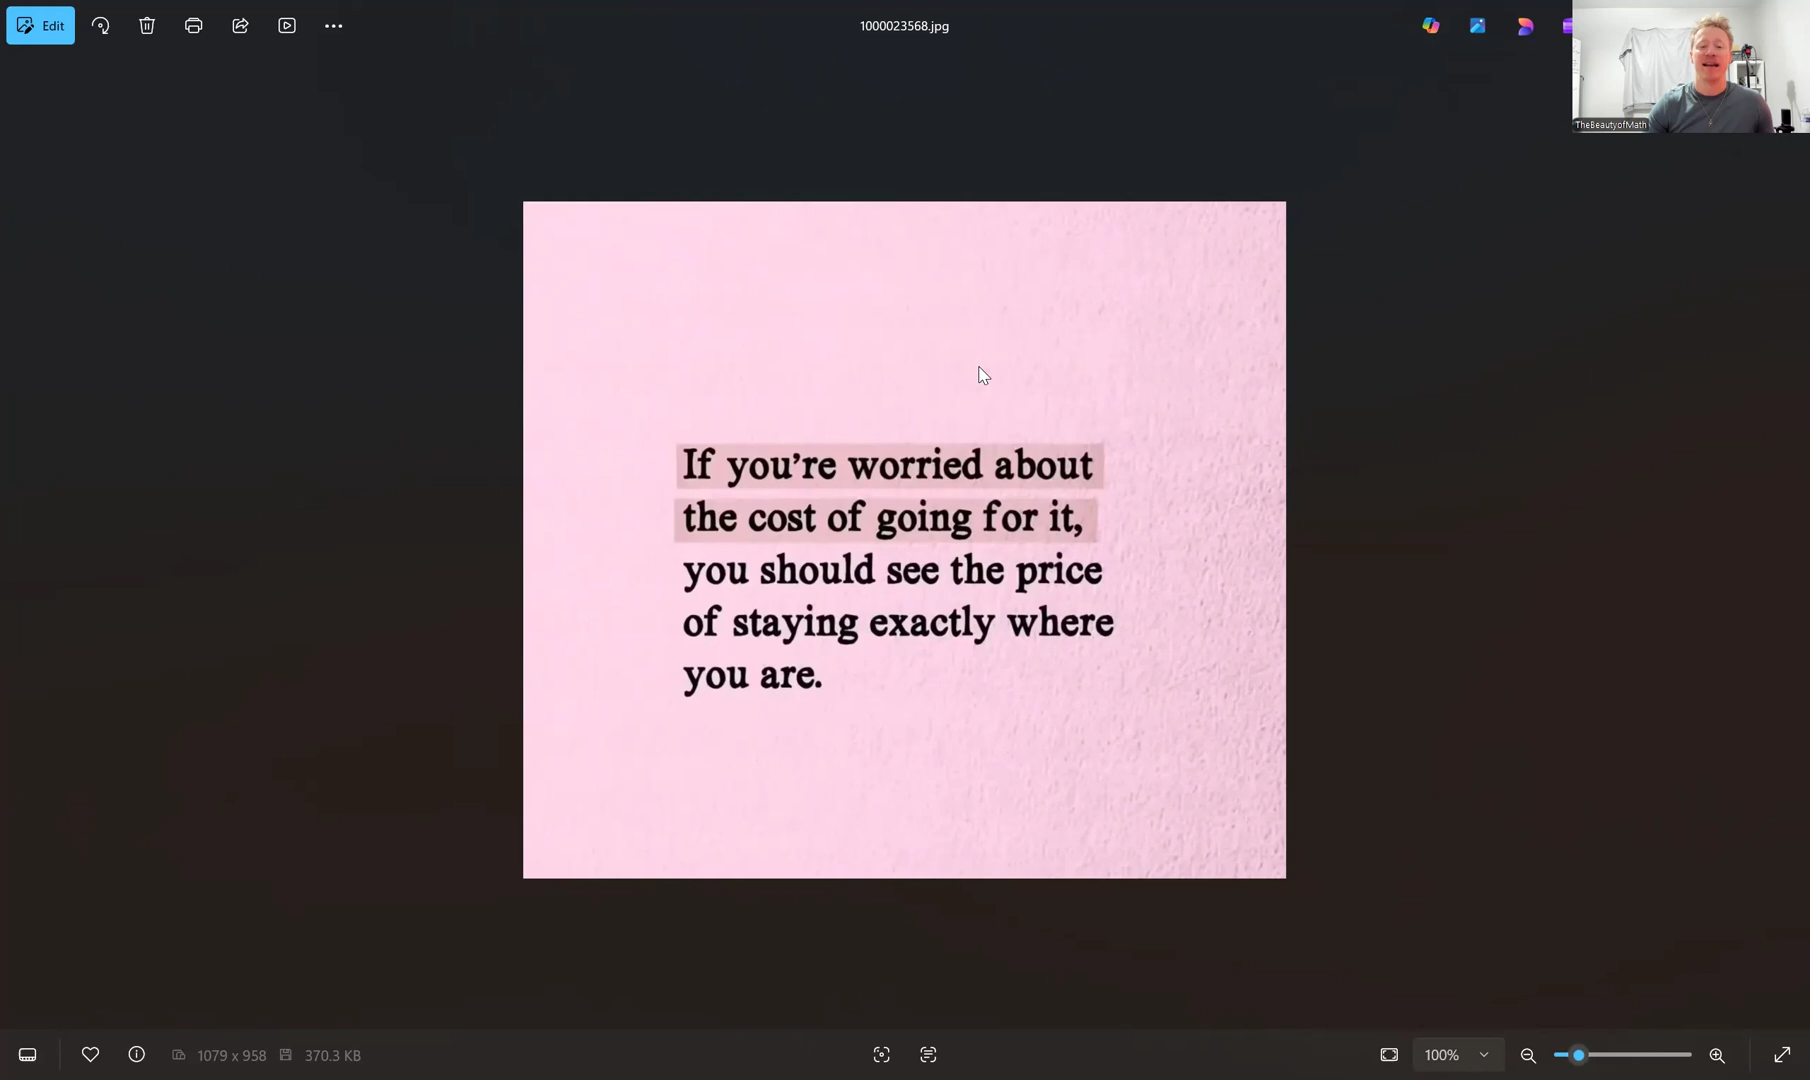 Edit
1000023568.jpg
TheBeautyofMath
If you’re worried about
the cost of going for it,
you should see the price
of staying exactly where
you are.
1079 x 958
370.3 KB
100%